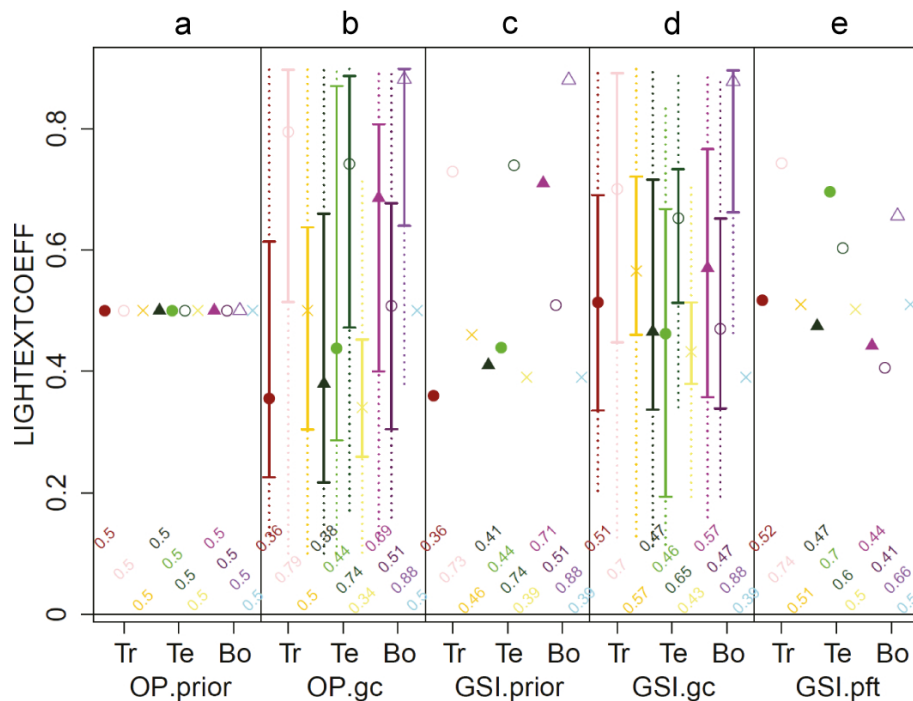 a b c d e
LIGHTEXTCOEFF
0.8
0.6
0.4
0.2
0
0.5 0.5 0.5 0.36 0.38 0.69 0.36 0.41 0.71 0.51 0.47 0.57 0.52 0.47 0.44
0.5 0.5 0.5 0.79 0.44 0.51 0.73 0.44 0.51 0.7 0.46 0.47 0.74 0.7 0.41
0.5 0.5 0.74 0.88 0.74 0.88 0.65 0.88 0.6 0.66
0.5 0.5 0.5 0.5 0.34 0.5 0.46 0.39 0.39 0.57 0.43 0.39 0.51 0.5
Tr Te Bo Tr Te Bo Tr Te Bo Tr Te Bo Tr Te Bo
OP.prior OP.gc GSI.prior GSI.gc GSI.pft